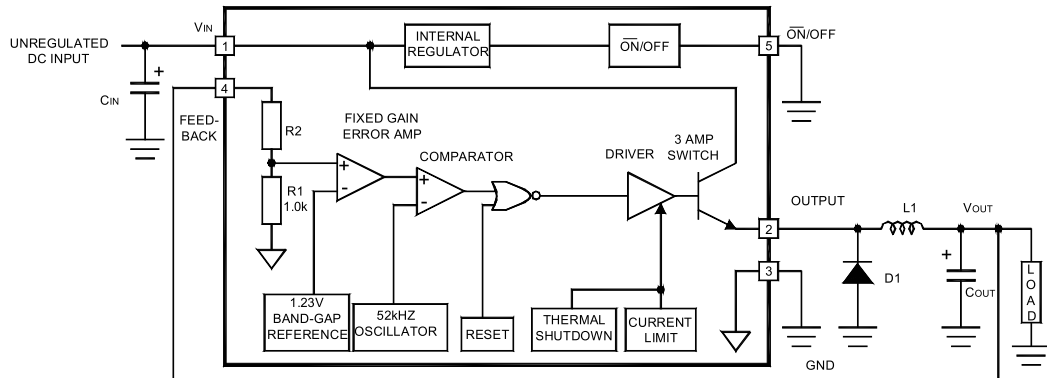 UNREGULATED
DC INPUT
CIN
+
VIN
1
4
FEED-
BACK
R2
R1
1.0k
INTERNAL
REGULATOR
ON/OFF
5
ON/OFF
FIXED GAIN
ERROR AMP
+
-
COMPARATOR
+
-
DRIVER
3 AMP
SWITCH
1.23V
BAND-GAP
REFERENCE
52kHZ
OSCILLATOR
RESET
THERMAL
SHUTDOWN
CURRENT
LIMIT
2
3
OUTPUT
L1
VOUT
D1
+
COUT
LOAD
GND